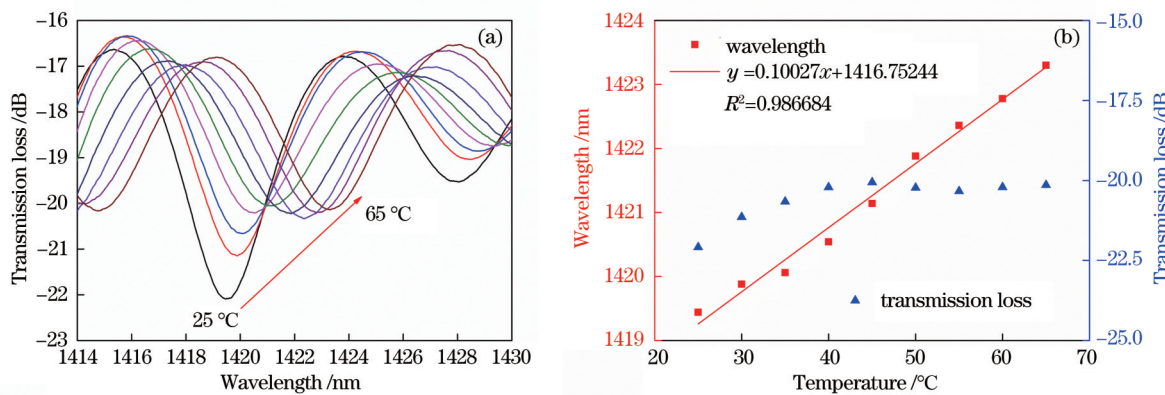 (a)
Transmission loss /dB
−16
−17
−18
−19
−20
−21
−22
−23
65 °C
25 °C
1414 1416 1418 1420 1422 1424 1426 1428 1430
Wavelength /nm
(b)
Wavelength /nm
1424
1423
1422
1421
1420
1419
wavelength
y =0.10027x+1416.75244
R²=0.986684
transmission loss
20 30 40 50 60 70
Temperature /°C
−15.0
−17.5
−20.0
−22.5
−25.0
Transmission loss /dB